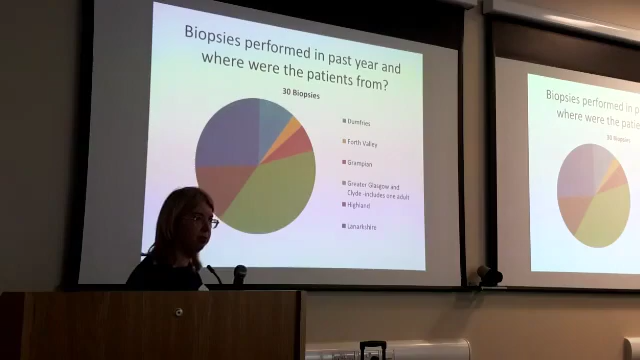 Biopsies performed in past year and
where were the patients from?
30 Biopsies
Dumfries
Forth Valley
Grampian
Greater Glasgow and
Clyde -includes one adult
Highland
Lanarkshire
Biopsies performed in p
where were the patie
30 Biopsies